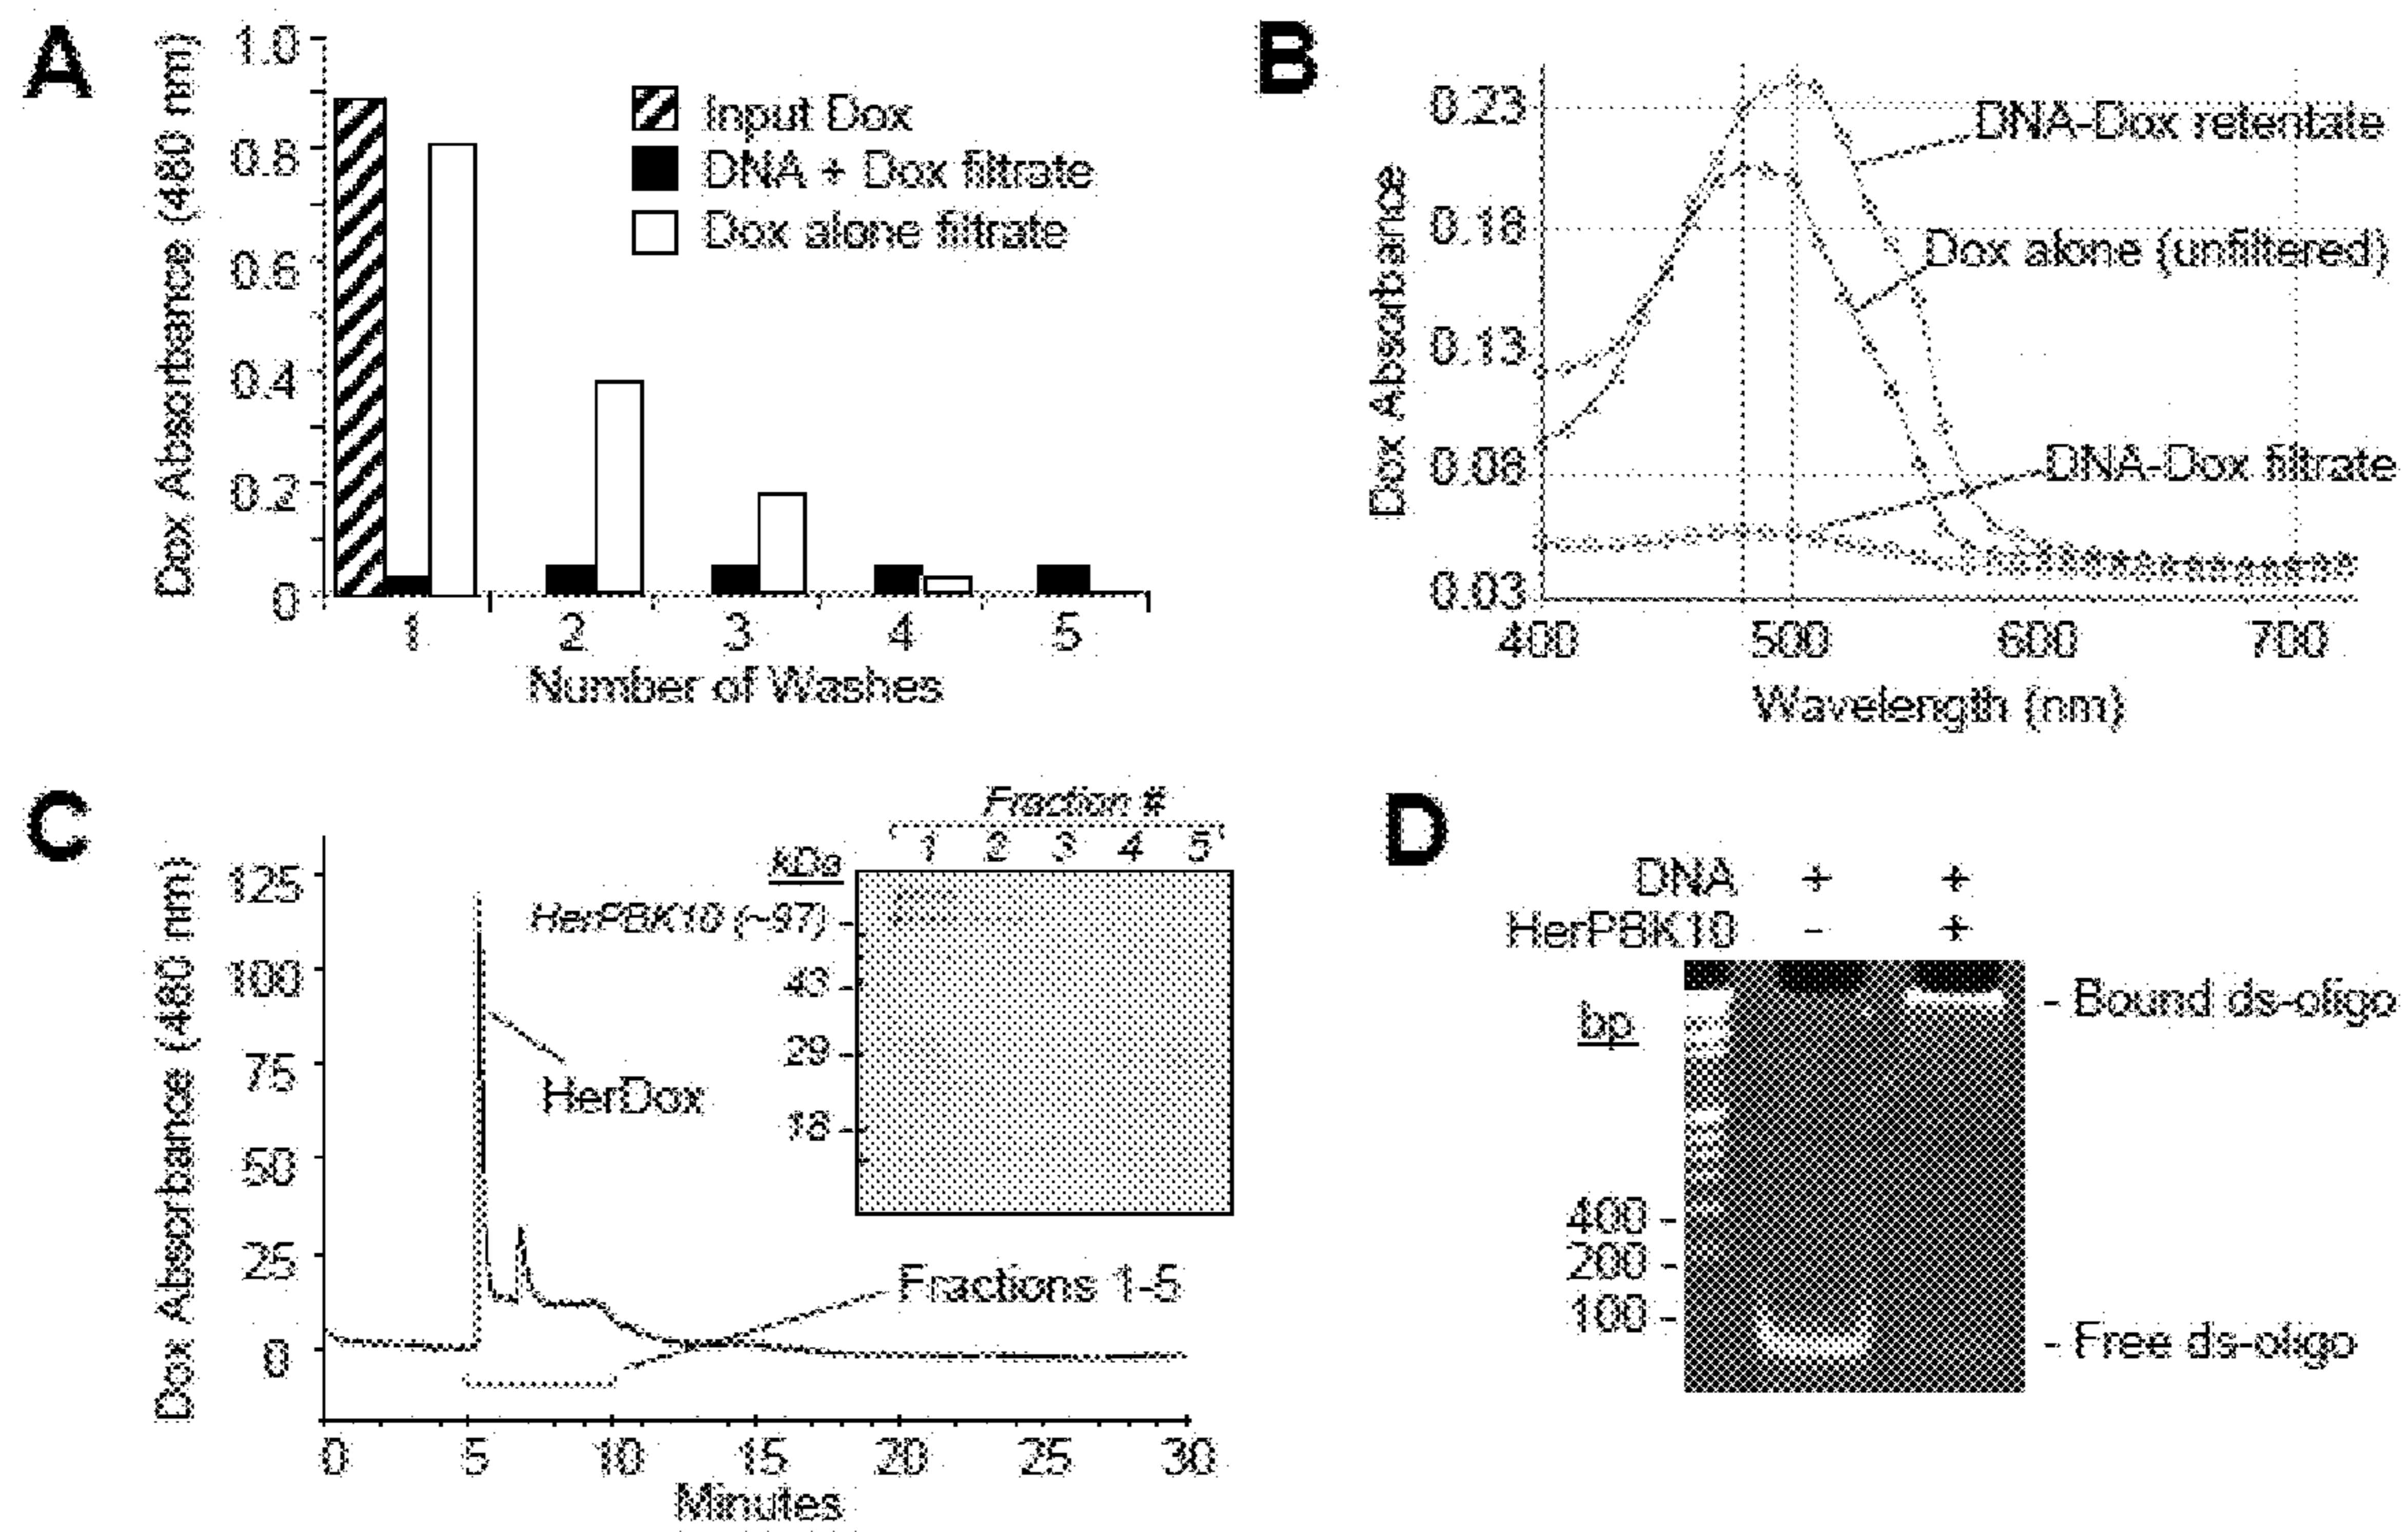 A
Dox Absorbance (480 nm)
1.0
0.8
0.6
0.4
0.2
0
Input Dox
DNA + Dox filtrate
Dox alone filtrate
1 2 3 4 5
Number of Washes
B
Dox Absorbance
0.23
0.18
0.13
0.08
0.03
DNA-Dox retentate
Dox alone (unfiltered)
DNA-Dox filtrate
400 500 600 700
Wavelength (nm)
C
Dox Absorbance (480 nm)
125
100
75
50
25
0
HerDox
Fraction #
1 2 3 4 5
kDa
HerPBK10 (~97) -
43 -
29 -
18 -
Fractions 1-5
0 5 10 15 20 25 30
Minutes
D
DNA + +
HerPBK10 - +
bp
400 -
200 -
100 -
- Bound ds-oligo
- Free ds-oligo